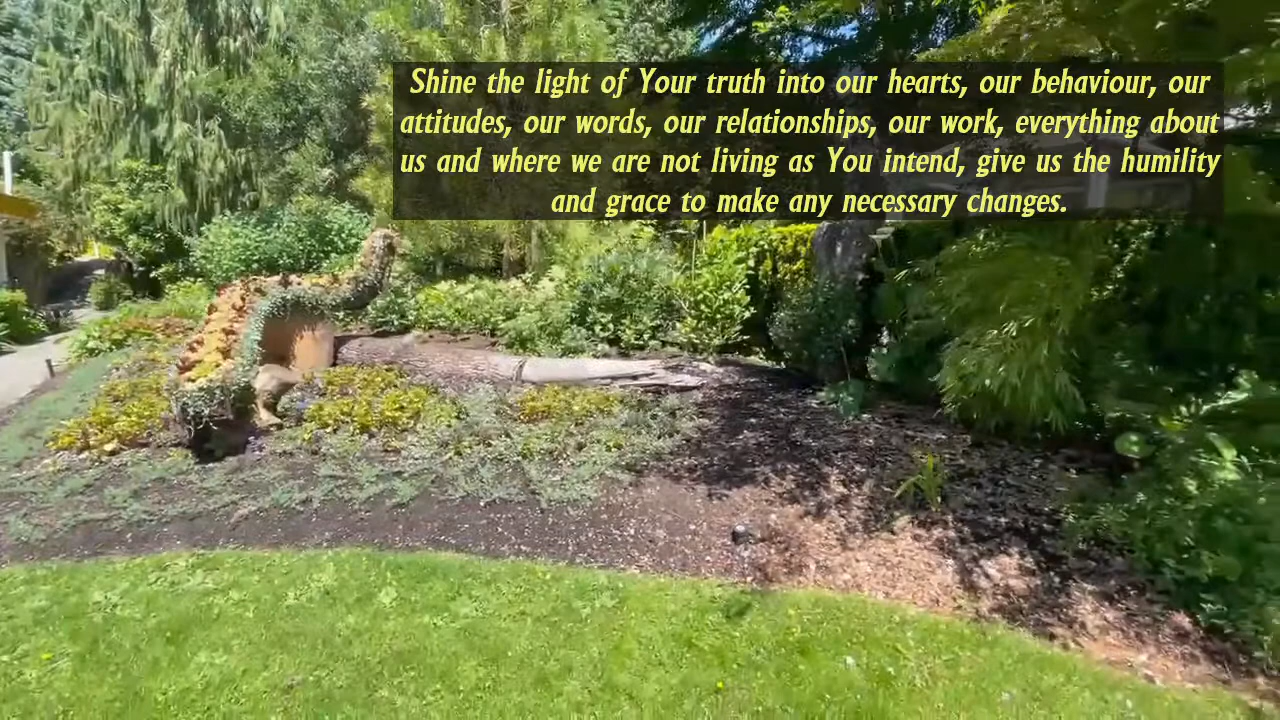 Shine the light of Your truth into our hearts, our behaviour, our
attitudes, our words, our relationships, our work, everything about
us and where we are not living as You intend, give us the humility
and grace to make any necessary changes.